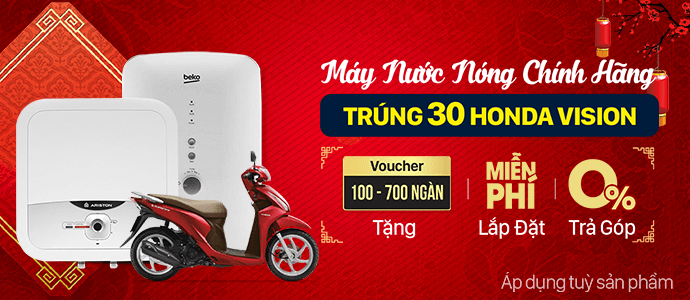 beko
ARISTON
Máy Nước Nóng Chính Hãng
TRÚNG 30 HONDA VISION
Voucher
100 - 700 NGÀN
Tặng
MIỄN PHÍ
Lắp Đặt
0%
Trả Góp
Áp dụng tuỳ sản phẩm